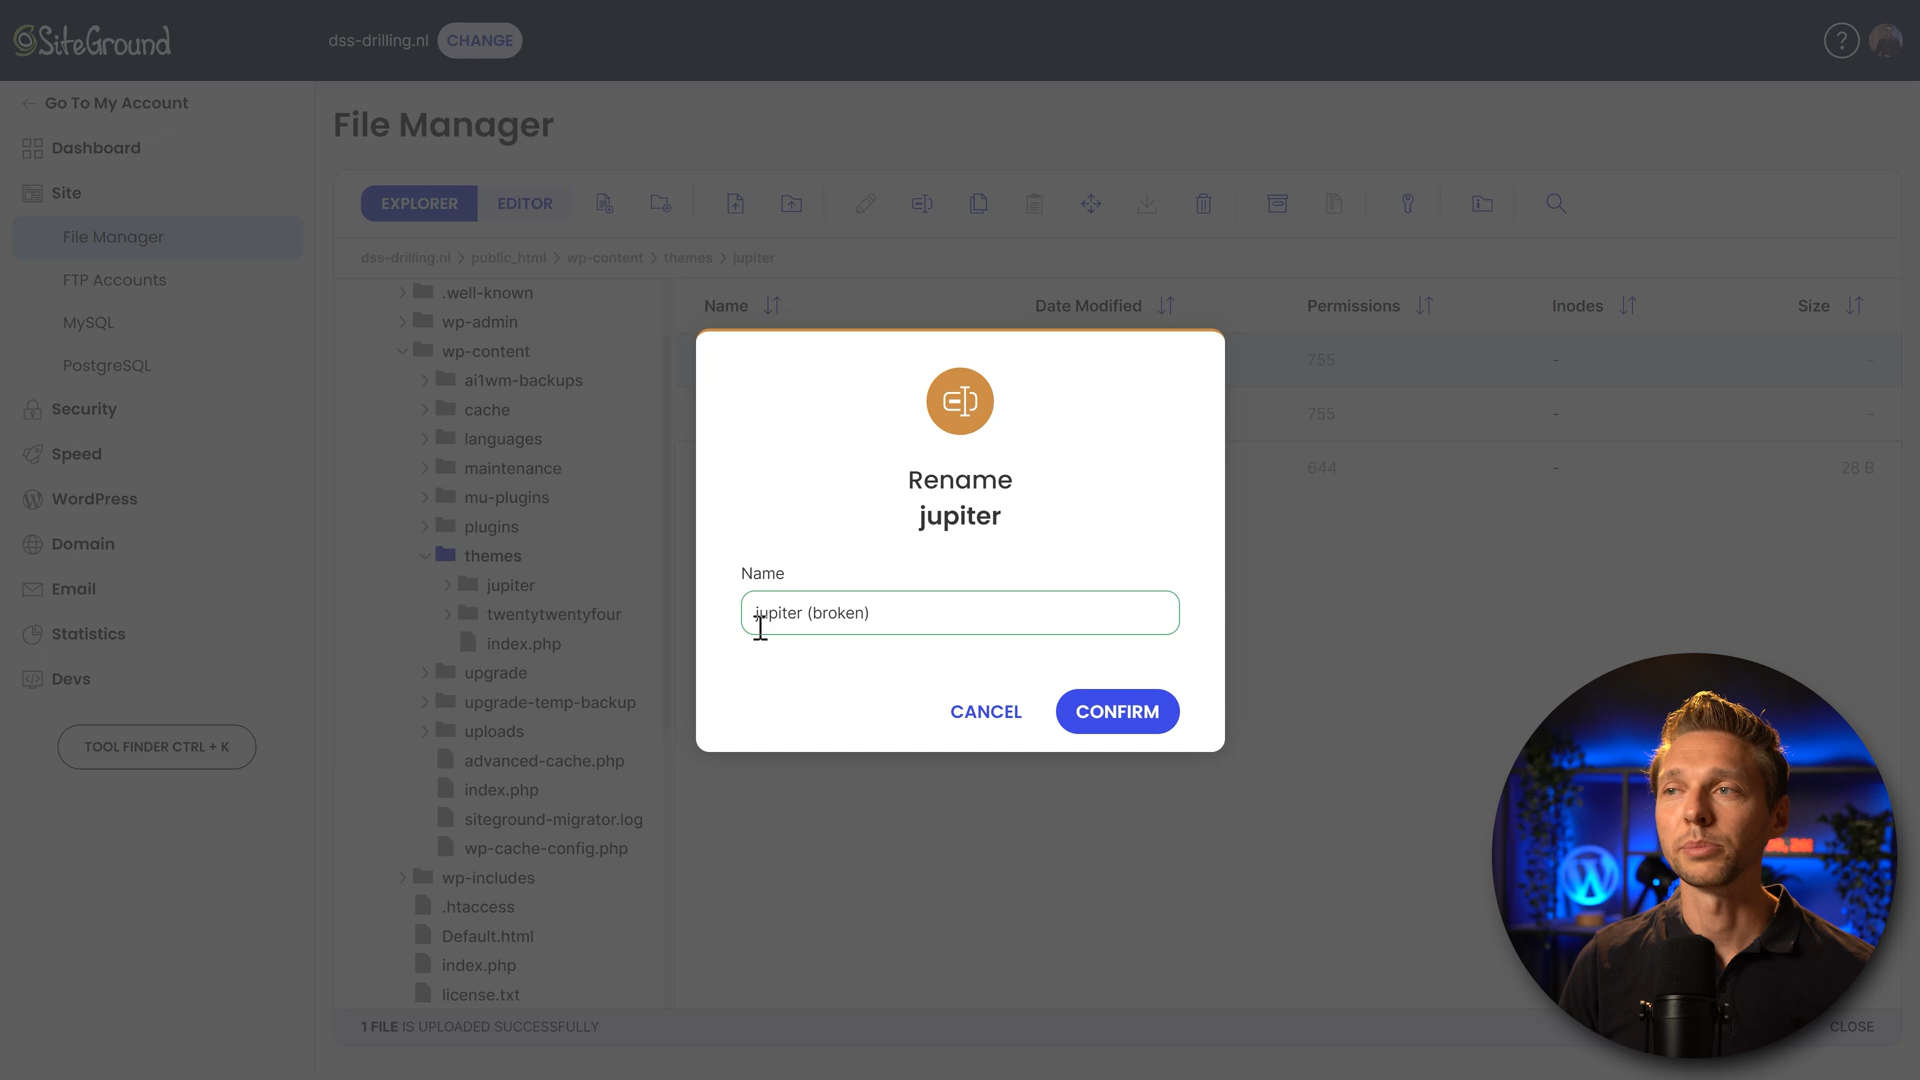 SiteGround
dss-drilling.nl
CHANGE
?
Go To My Account
Dashboard
Site
File Manager
FTP Accounts
MySQL
PostgreSQL
Security
Speed
WordPress
Domain
Email
Statistics
Devs
TOOL FINDER CTRL + K
File Manager
EXPLORER
EDITOR
dss-drilling.nl > public_html > wp-content > themes > jupiter
.well-known
wp-admin
wp-content
ai1wm-backups
cache
languages
maintenance
mu-plugins
plugins
themes
jupiter
twentytwentyfour
index.php
upgrade
upgrade-temp-backup
uploads
advanced-cache.php
index.php
siteground-migrator.log
wp-cache-config.php
wp-includes
.htaccess
Default.html
index.php
license.txt
Name
Date Modified
Permissions
Inodes
Size
755 - -
755 - -
644 - 28 B
Rename
jupiter
Name
jupiter (broken)
CANCEL
CONFIRM
1 FILE IS UPLOADED SUCCESSFULLY
CLOSE